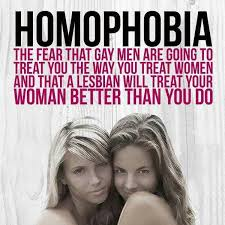 HOMOPHOBIA
THE FEAR THAT GAY MEN ARE GOING TO
TREAT YOU THE WAY YOU TREAT WOMEN
AND THAT A LESBIAN WILL TREAT YOUR
WOMAN BETTER THAN YOU DO